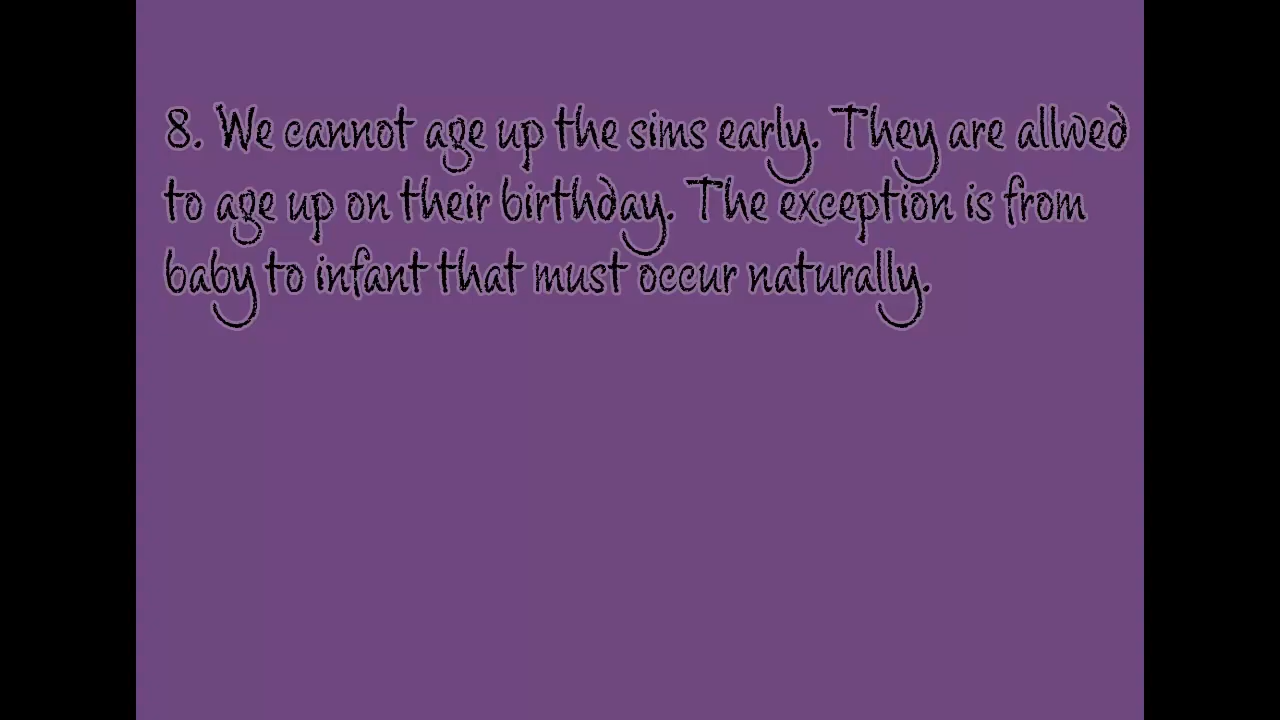 8. We cannot age up the sims early. They are allwed
to age up on their birthday. The exception is from
baby to infant that must occur naturally.